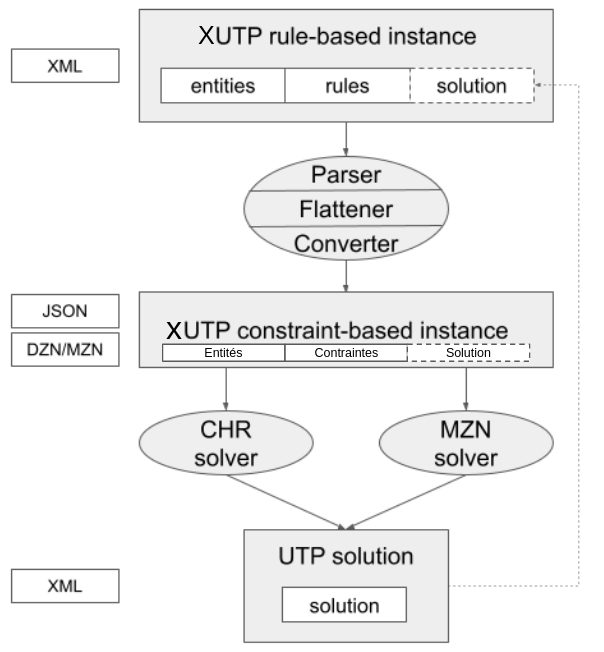 XUTP rule-based instance
XML
entities rules solution
Parser
Flattener
Converter
JSON
XUTP constraint-based instance
DZN/MZN
Entités Contraintes Solution
CHR
solver
MZN
solver
UTP solution
XML
solution